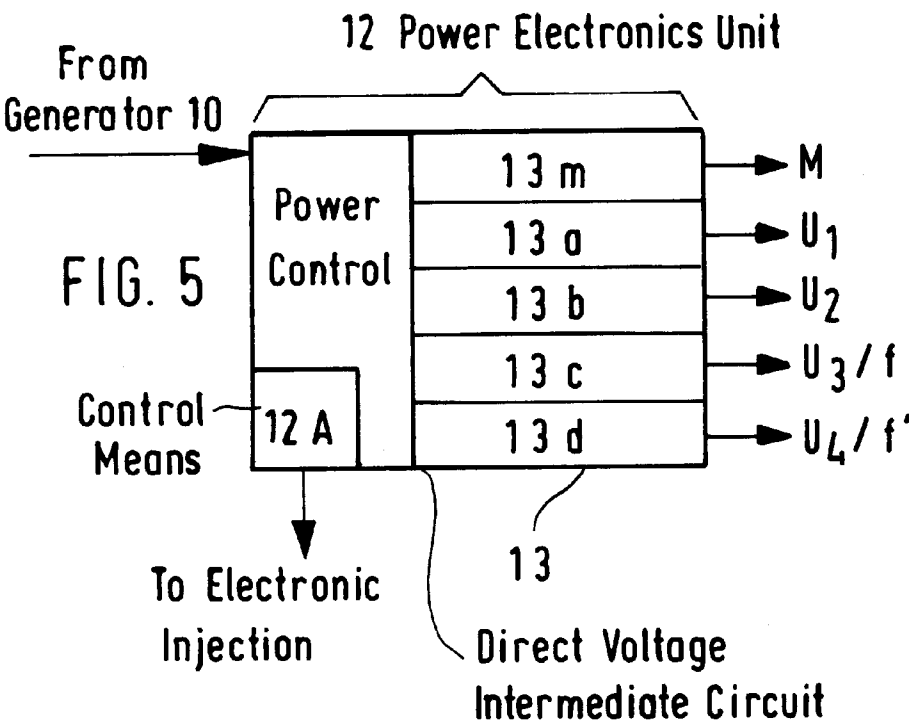 12 Power Electronics Unit
From
Generator 10
FIG. 5
Power
Control
13 m
13 a
13 b
13 c
13 d
M
U1
U2
U3/f
U4/f'
Control
Means
12 A
To Electronic
Injection
13
Direct Voltage
Intermediate Circuit